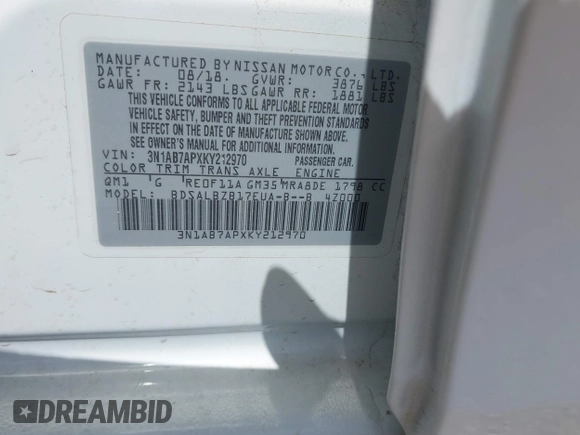 MANUFACTURED BY NISSAN MOTOR CO., LTD.
DATE: 08/18. GVWR: 3876 LBS
GAWR FR: 2143 LBS GAWR RR: 1881 LBS
THIS VEHICLE CONFORMS TO ALL APPLICABLE FEDERAL MOTOR
VEHICLE SAFETY, BUMPER AND THEFT PREVENTION STANDARDS
IN EFFECT ON THE DATE OF MANUFACTURE SHOWN ABOVE.
SEE OWNER'S MANUAL FOR ADDITIONAL INFORMATION.
VIN: 3N1AB7APXKY212970 PASSENGER CAR.
COLOR TRIM TRANS AXLE ENGINE
QM1 G RE0F11A GM35 MRA8DE 1798 CC
MODEL: BDSALBZB17EUA-B--B 42000
3N1AB7APXKY212970
DREAMBID